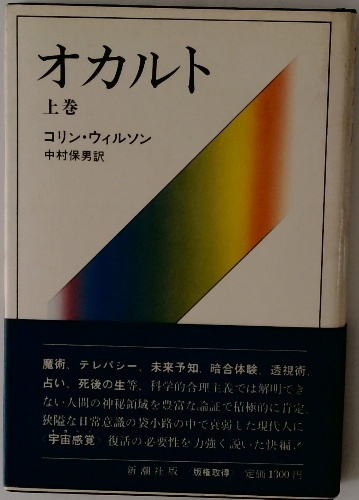 オカルト
上巻
コリン・ウィルソン
中村保男訳
魔術、テレパシー、未来予知、暗合体験、透視術、
占い、死後の生等、科学的合理主義では解明でき
ない人間の神秘領域を豊富な論証で積極的に肯定、
狭隘な日常意識の袋小路の中で衰弱した現代人に
〈宇宙感覚〉復活の必要性を力強く説いた快編!
新潮社版〈版権取得〉定価1300円